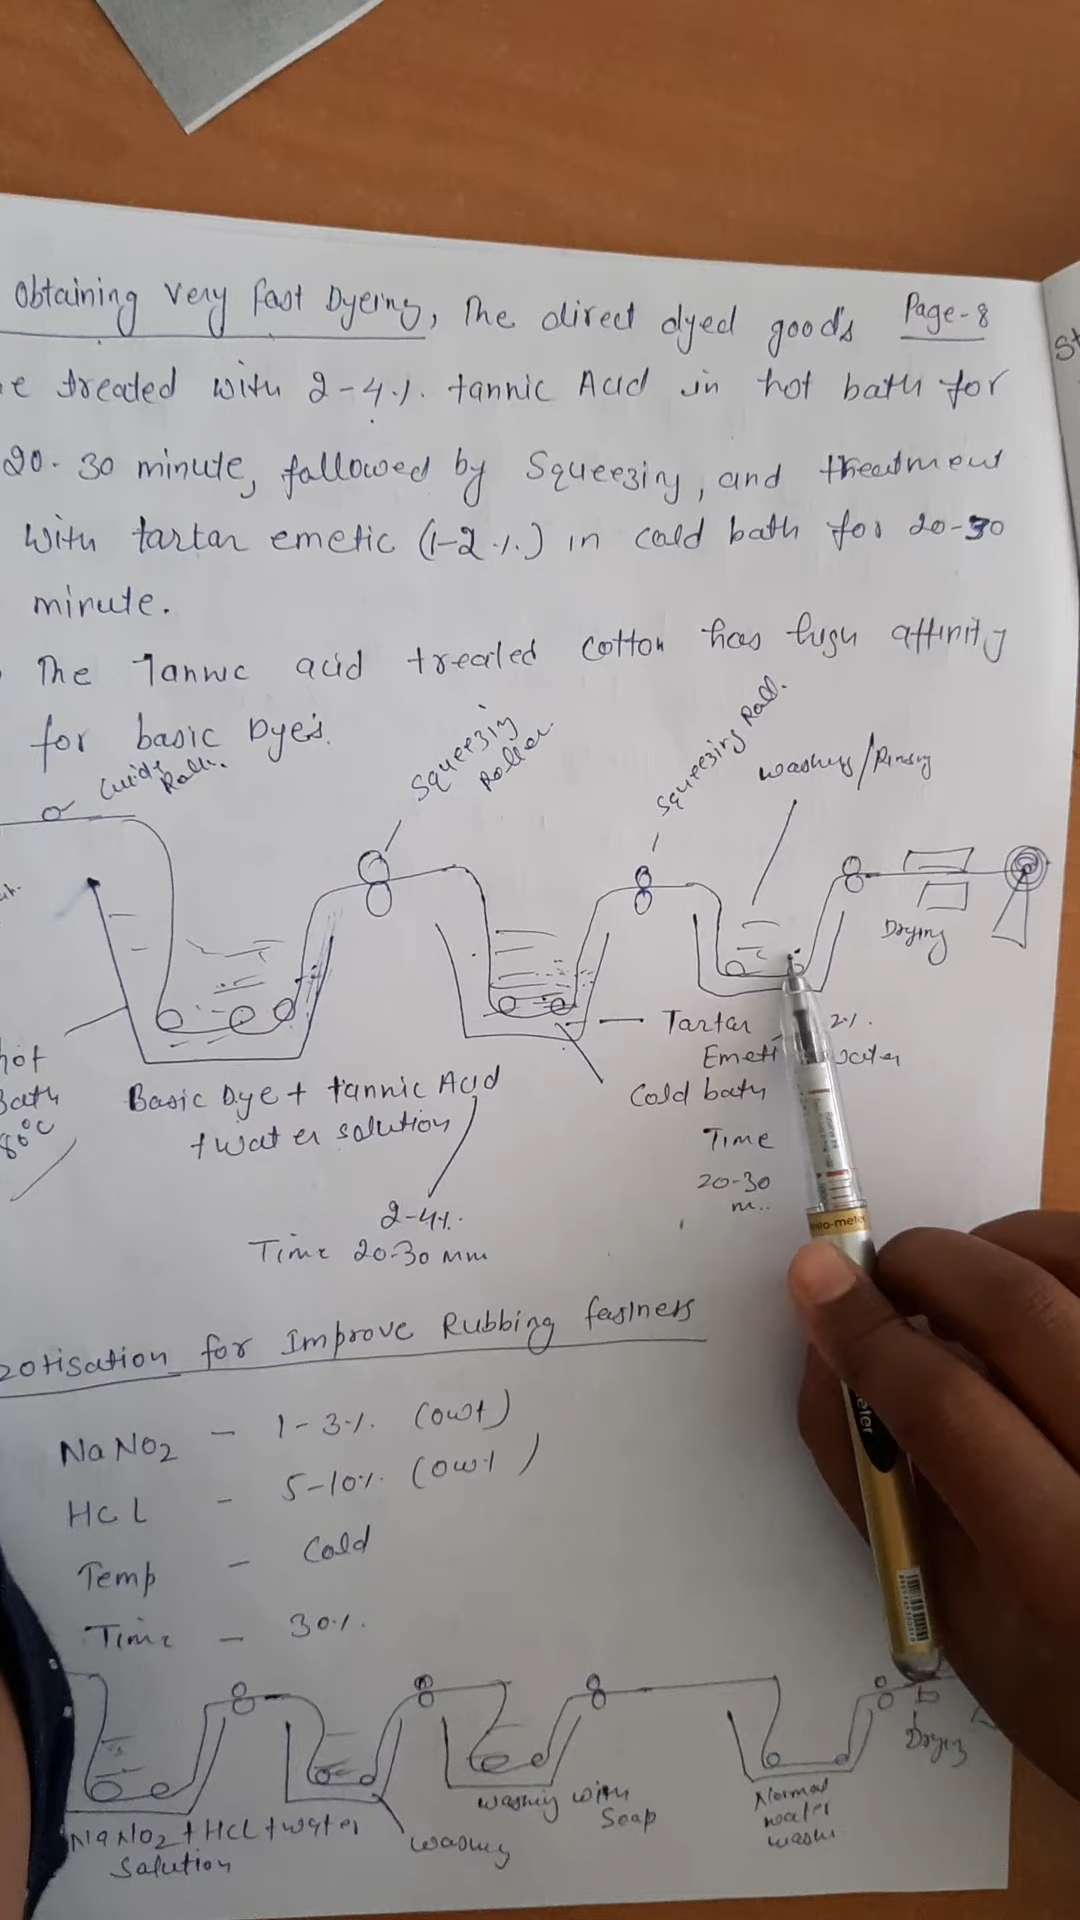 Obtaining very fast Dyeing, The direct dyed goods Page-8
e treated with 2-4%. tannic Acid in hot bath for
20-30 minute, followed by Squeezing, and treatment
with tartar emetic (1-2%.) in cold bath for 20-30
minute.
The Tannic acid treated cotton has high affinity
for basic Dye's.
Guide Roll.
Squeezing Roller
Squeezing Roll.
washing/Rinsing
Drying
hot
Bath
80°C
Basic Dye + tannic Acid
+ water solution
2-4%.
Time 20-30 min
Tartar 2%.
Emeti water
Cold bath
Time
20-30
m..
zotisation for Improve Rubbing fastness
NaNO2 - 1-3%. (owt)
HCL - 5-10%. (owt)
Temp - Cold
Time - 30%.
NaNO2 + HCL + water
Solution
washing
washing with
Soap
Normal
water
wash
Drying